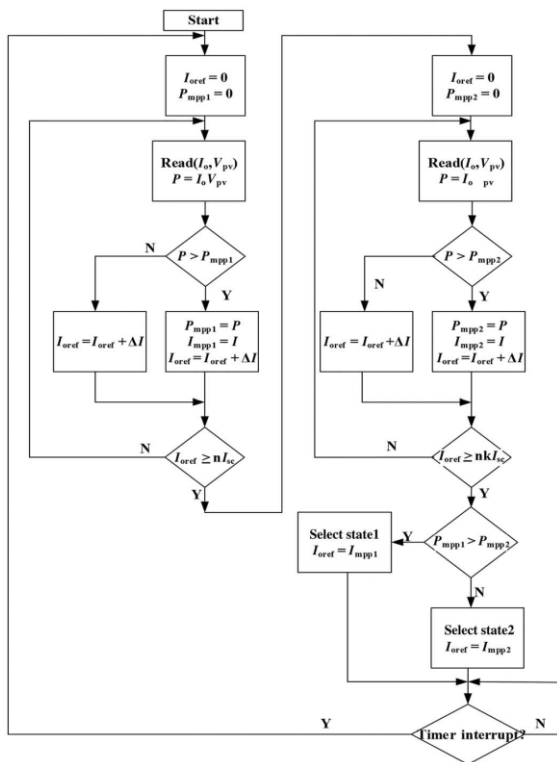 Start
I_oref = 0
P_mpp1 = 0
Read(I_o,V_pv)
P = I_oV_pv
P > P_mpp1
N
Y
I_oref = I_oref + ΔI
P_mpp1 = P
I_mpp1 = I
I_oref = I_oref + ΔI
I_oref ≥ nI_sc
N
Y
I_oref = 0
P_mpp2 = 0
Read(I_o,V_pv)
P = I_o pv
P > P_mpp2
N
Y
I_oref = I_oref + ΔI
P_mpp2 = P
I_mpp2 = I
I_oref = I_oref + ΔI
I_oref ≥ nkI_sc
N
Y
P_mpp1 > P_mpp2
Y
N
Select state1
I_oref = I_mpp1
Select state2
I_oref = I_mpp2
Timer interrupt?
Y
N